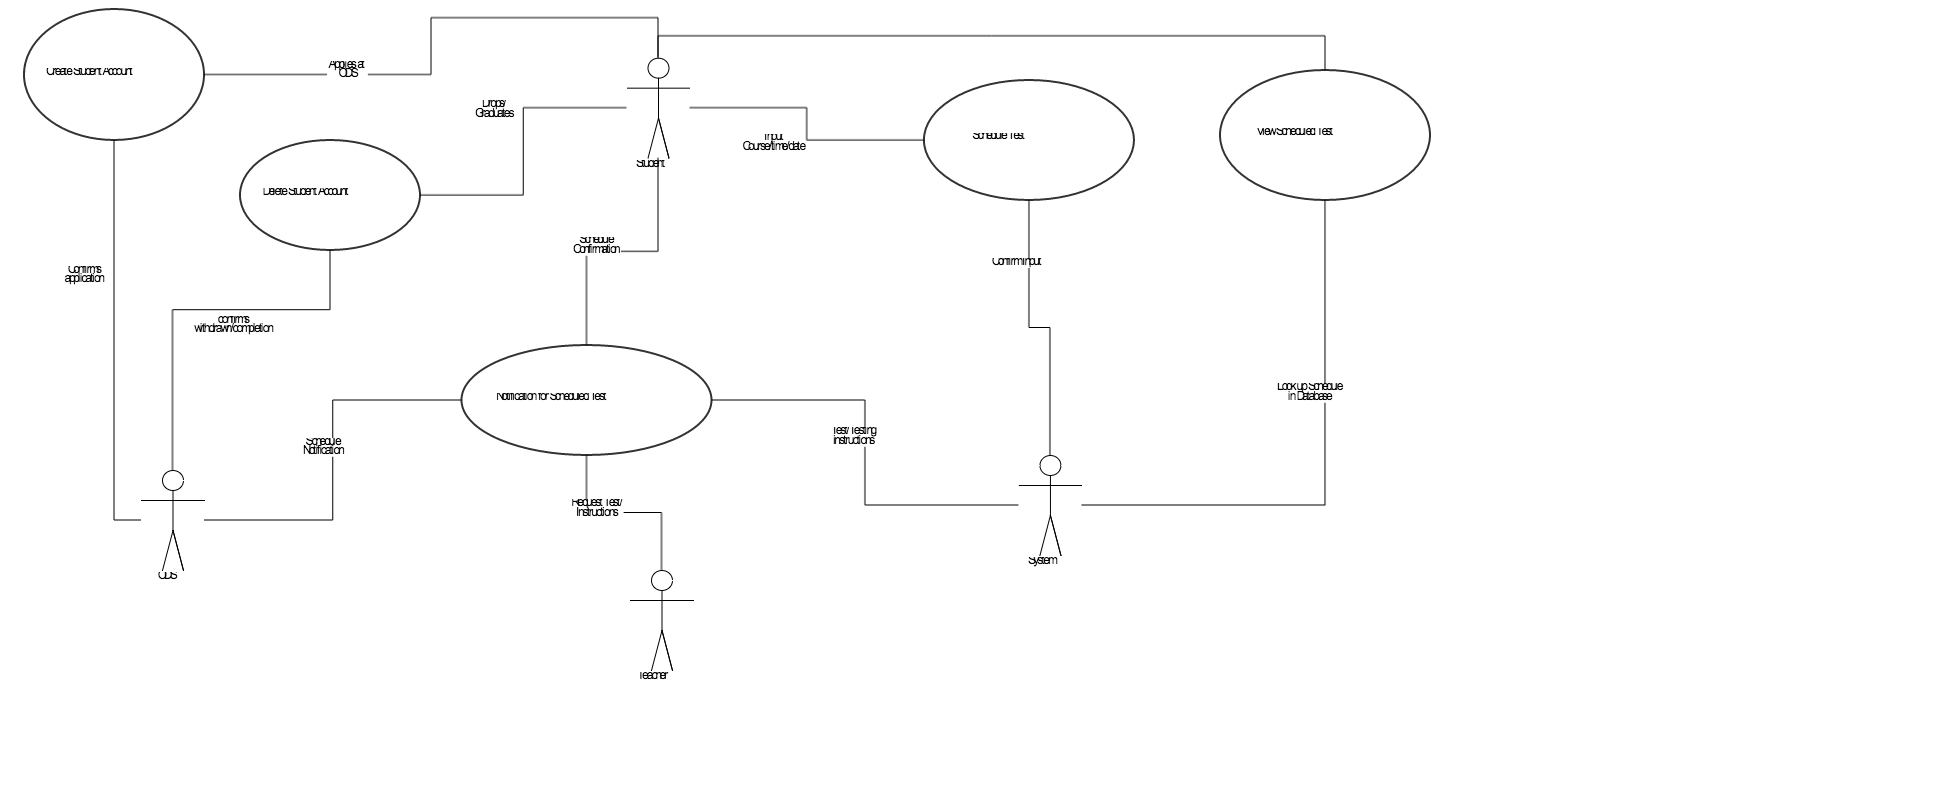 Create Student Account
Applies at
ODS
Drops/
Graduates
Input
Course/time/date
Schedule Test
View Scheduled Test
Student
Delete Student Account
Schedule
Confirmation
Confirm input
Confirms
application
confirms
withdrawn/completion
Lookup Schedule
in Database
Notification for Scheduled Test
Schedule
Notification
Test/Testing
instructions
Request Test/
Instructions
System
ODS
Teacher